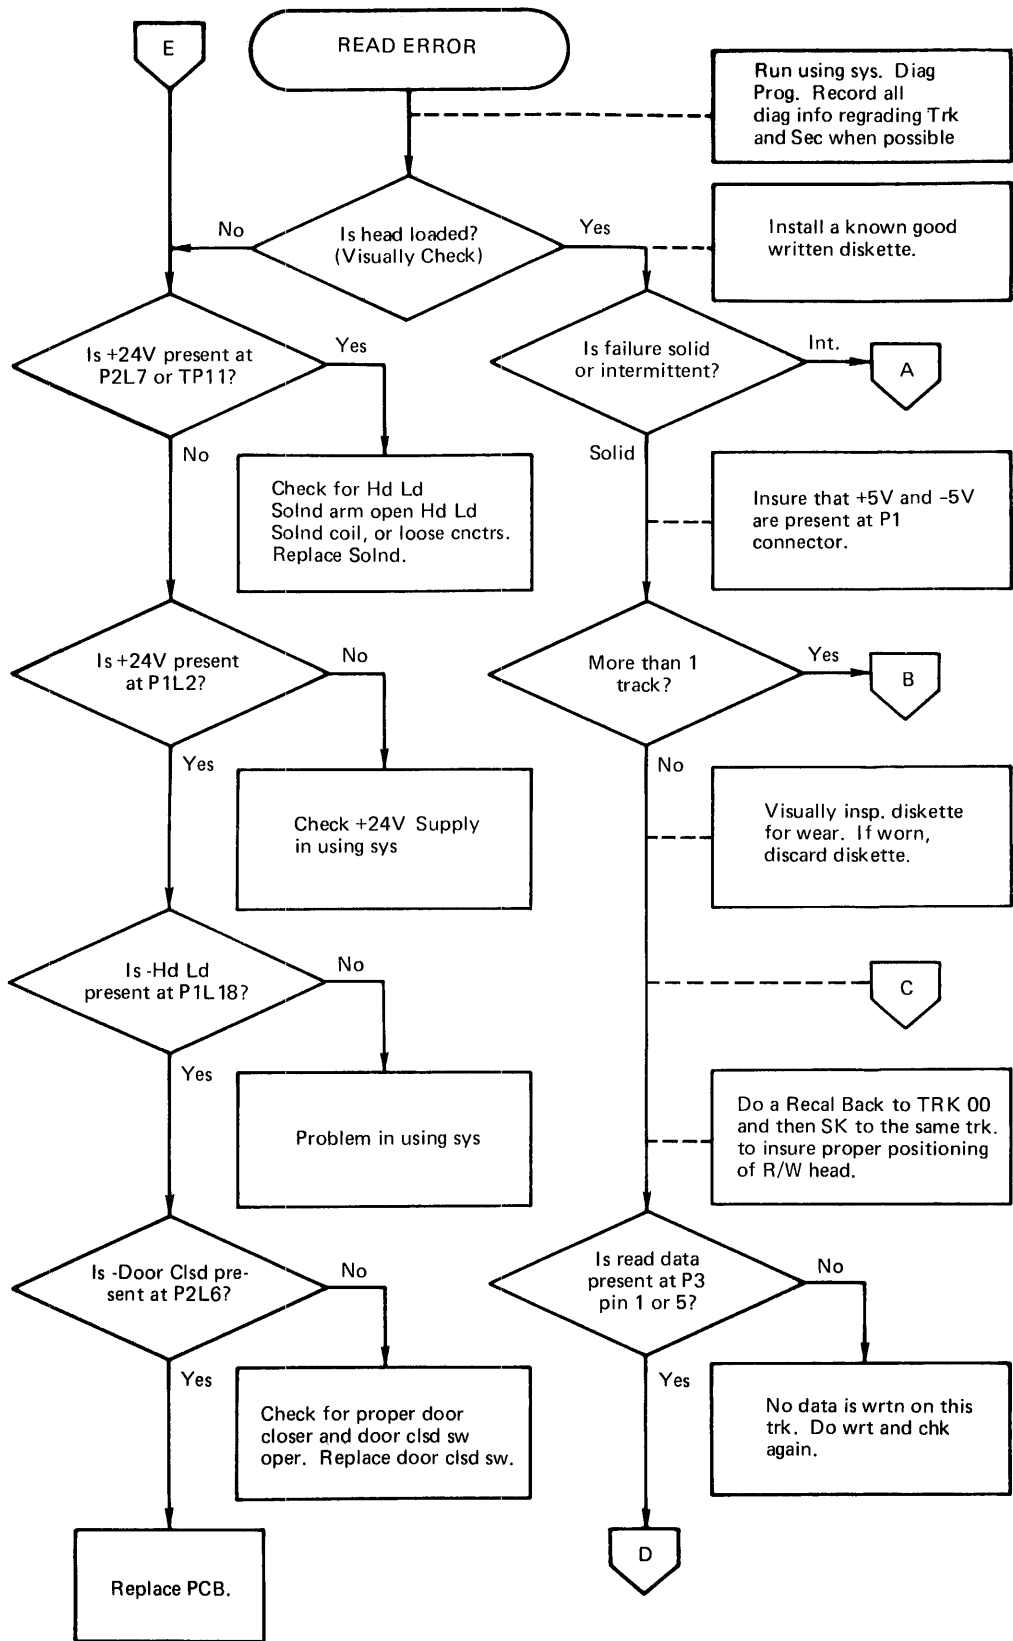 E
READ ERROR
Run using sys. Diag
Prog. Record all
diag info regrading Trk
and Sec when possible
No
Is head loaded?
(Visually Check)
Yes
Install a known good
written diskette.
Is +24V present at
P2L7 or TP11?
Yes
Is failure solid
or intermittent?
Int.
A
No
Solid
Check for Hd Ld
Solnd arm open Hd Ld
Solnd coil, or loose cnctrs.
Replace Solnd.
Insure that +5V and -5V
are present at P1
connector.
Is +24V present
at P1L2?
No
More than 1
track?
Yes
B
Yes
No
Check +24V Supply
in using sys
Visually insp. diskette
for wear. If worn,
discard diskette.
Is -Hd Ld
present at P1L18?
No
C
Yes
Problem in using sys
Do a Recal Back to TRK 00
and then SK to the same trk.
to insure proper positioning
of R/W head.
Is -Door Clsd pre-
sent at P2L6?
No
Is read data
present at P3
pin 1 or 5?
No
Yes
Yes
Check for proper door
closer and door clsd sw
oper. Replace door clsd sw.
No data is wrtn on this
trk. Do wrt and chk
again.
Replace PCB.
D